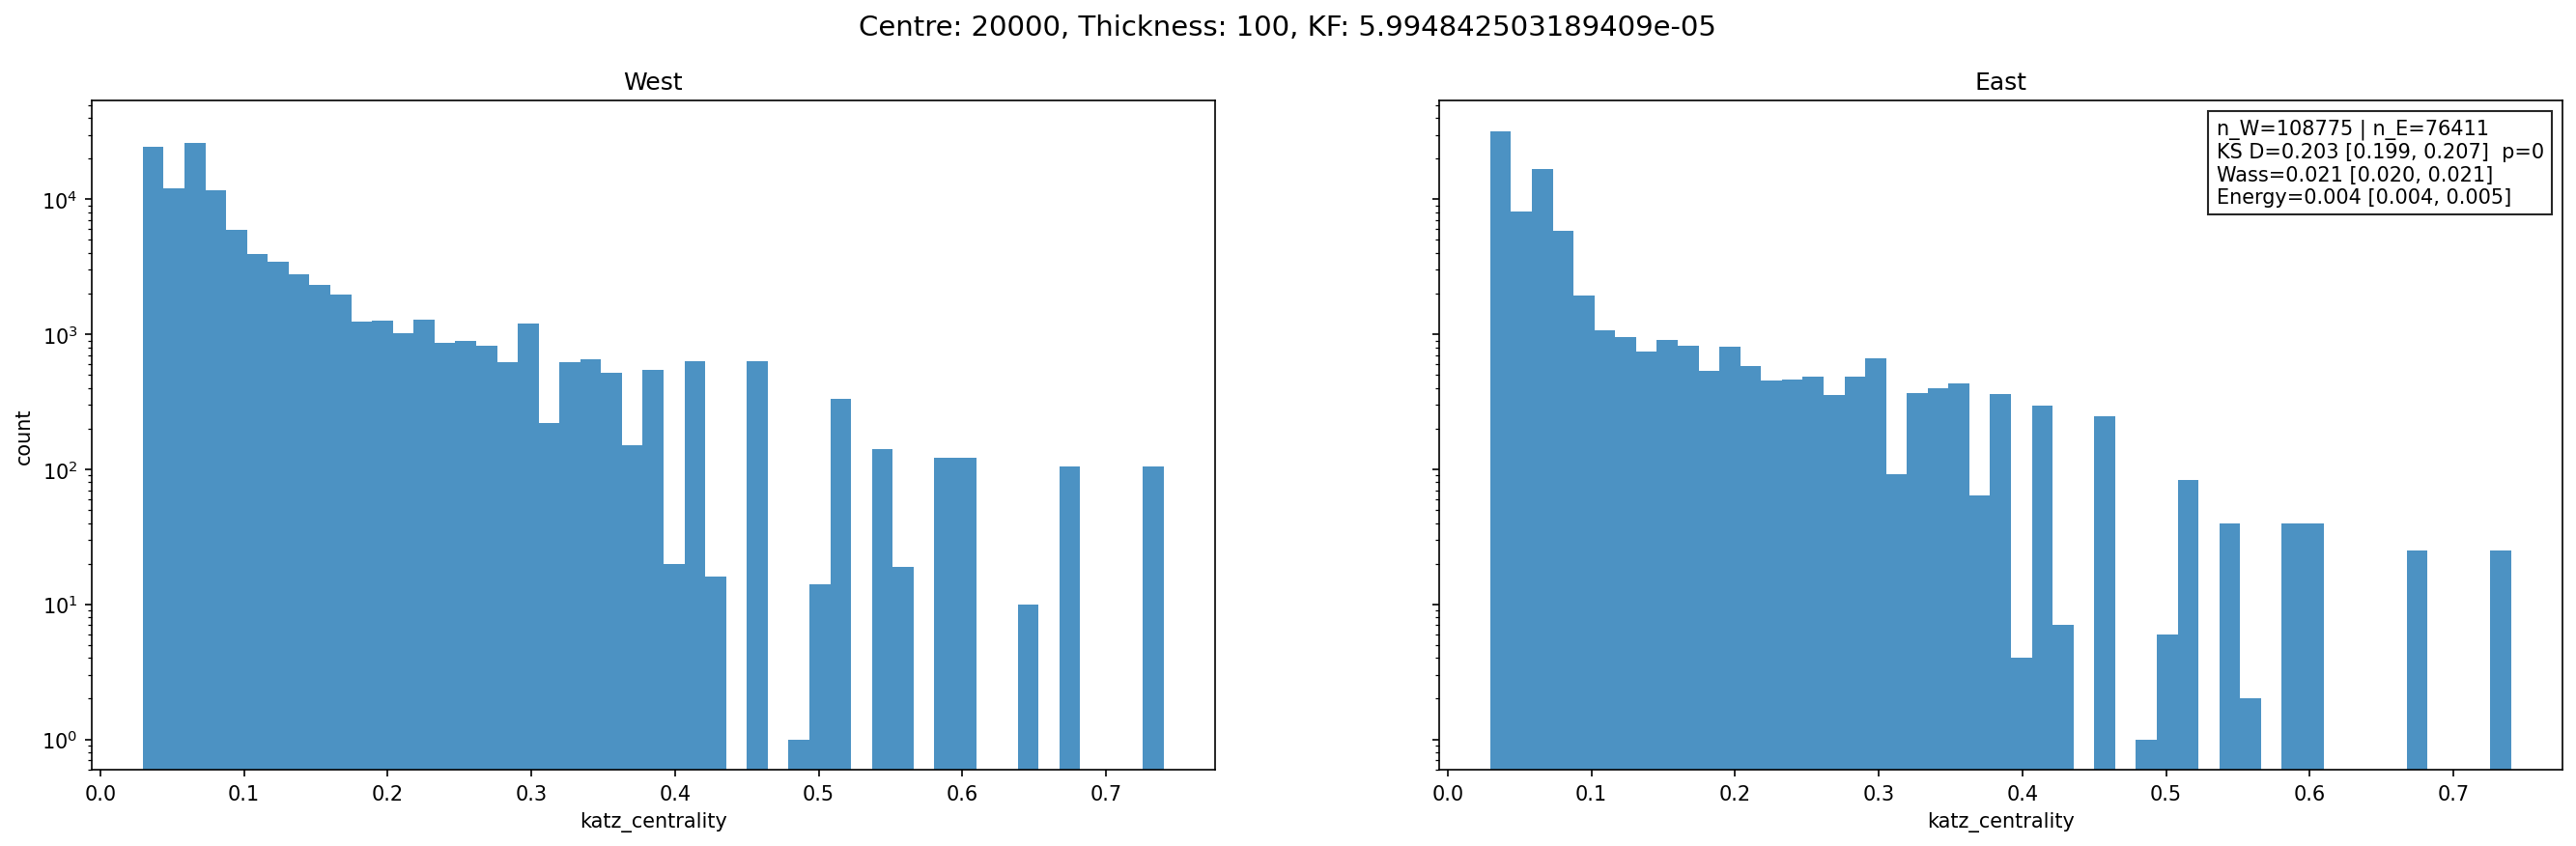 Centre: 20000, Thickness: 100, KF: 5.994842503189409e-05
West
East
n_W=108775 | n_E=76411
KS D=0.203 [0.199, 0.207]  p=0
Wass=0.021 [0.020, 0.021]
Energy=0.004 [0.004, 0.005]
count
10⁴
10³
10²
10¹
10⁰
0.0 0.1 0.2 0.3 0.4 0.5 0.6 0.7
0.0 0.1 0.2 0.3 0.4 0.5 0.6 0.7
katz_centrality
katz_centrality